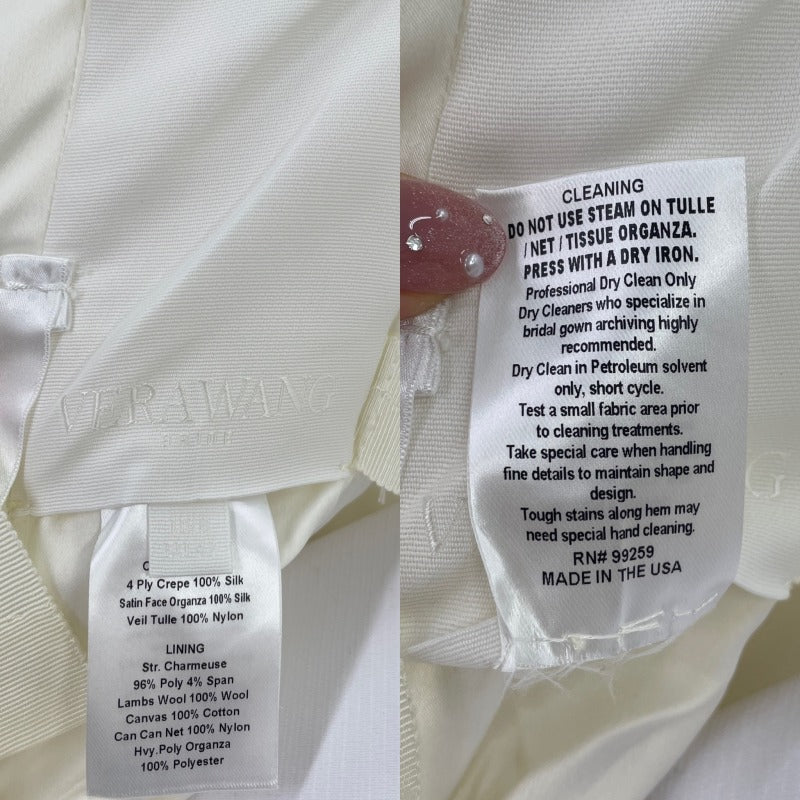 VERA WAN
4 Ply Crepe 100% Silk
Satin Face Organza 100% Silk
Veil Tulle 100% Nylon
LINING
Str. Charmeuse
96% Poly 4% Span
Lambs Wool 100% Wool
Canvas 100% Cotton
Can Can Net 100% Nylon
Hvy.Poly Organza
100% Polyester
CLEANING
DO NOT USE STEAM ON TULLE
/ NET / TISSUE ORGANZA.
PRESS WITH A DRY IRON.
Professional Dry Clean Only
Dry Cleaners who specialize in
bridal gown archiving highly
recommended.
Dry Clean in Petroleum solvent
only, short cycle.
Test a small fabric area prior
to cleaning treatments.
Take special care when handling
fine details to maintain shape and
design.
Tough stains along hem may
need special hand cleaning.
RN# 99259
MADE IN THE USA
G